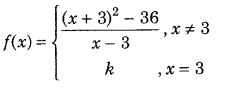 f(x) = { ((x + 3)² − 36)/(x − 3) , x ≠ 3
k , x = 3